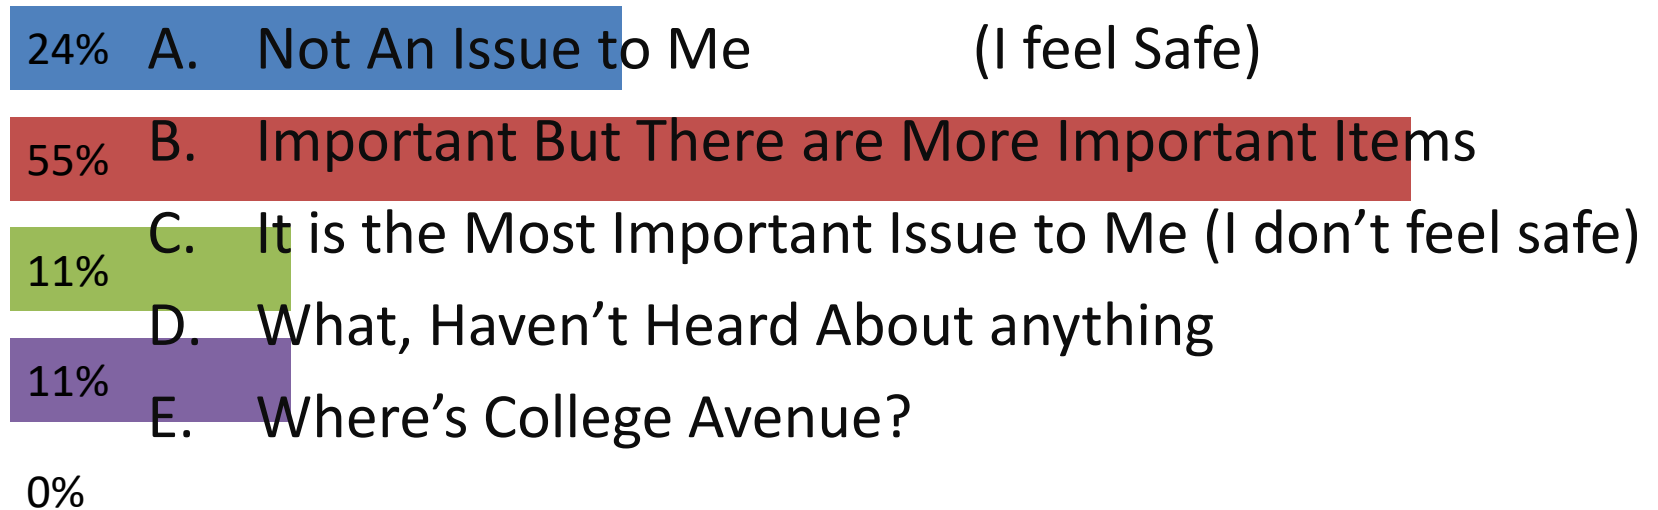 24% A. Not An Issue to Me (I feel Safe)
55% B. Important But There are More Important Items
11% C. It is the Most Important Issue to Me (I don’t feel safe)
11% D. What, Haven’t Heard About anything
0% E. Where’s College Avenue?